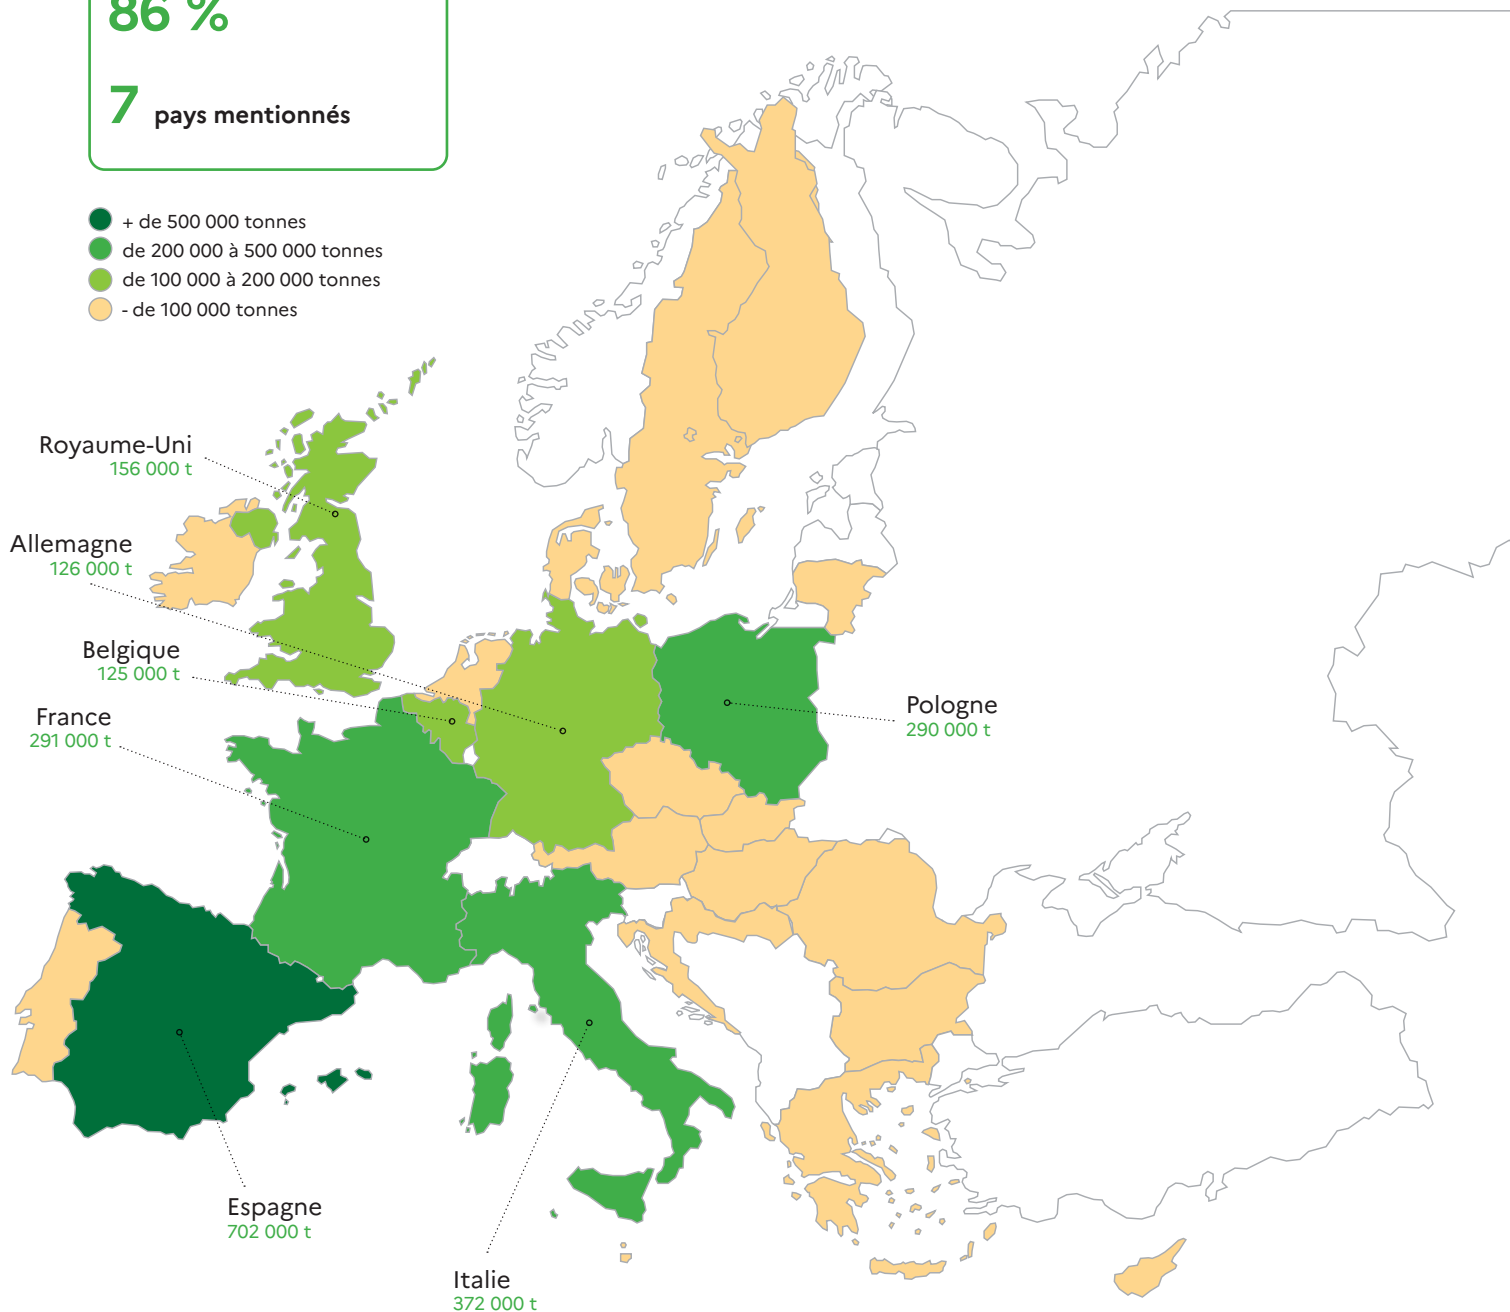 86 %
7 pays mentionnés
+ de 500 000 tonnes
de 200 000 à 500 000 tonnes
de 100 000 à 200 000 tonnes
- de 100 000 tonnes
Royaume-Uni
156 000 t
Allemagne
126 000 t
Belgique
125 000 t
France
291 000 t
Pologne
290 000 t
Espagne
702 000 t
Italie
372 000 t